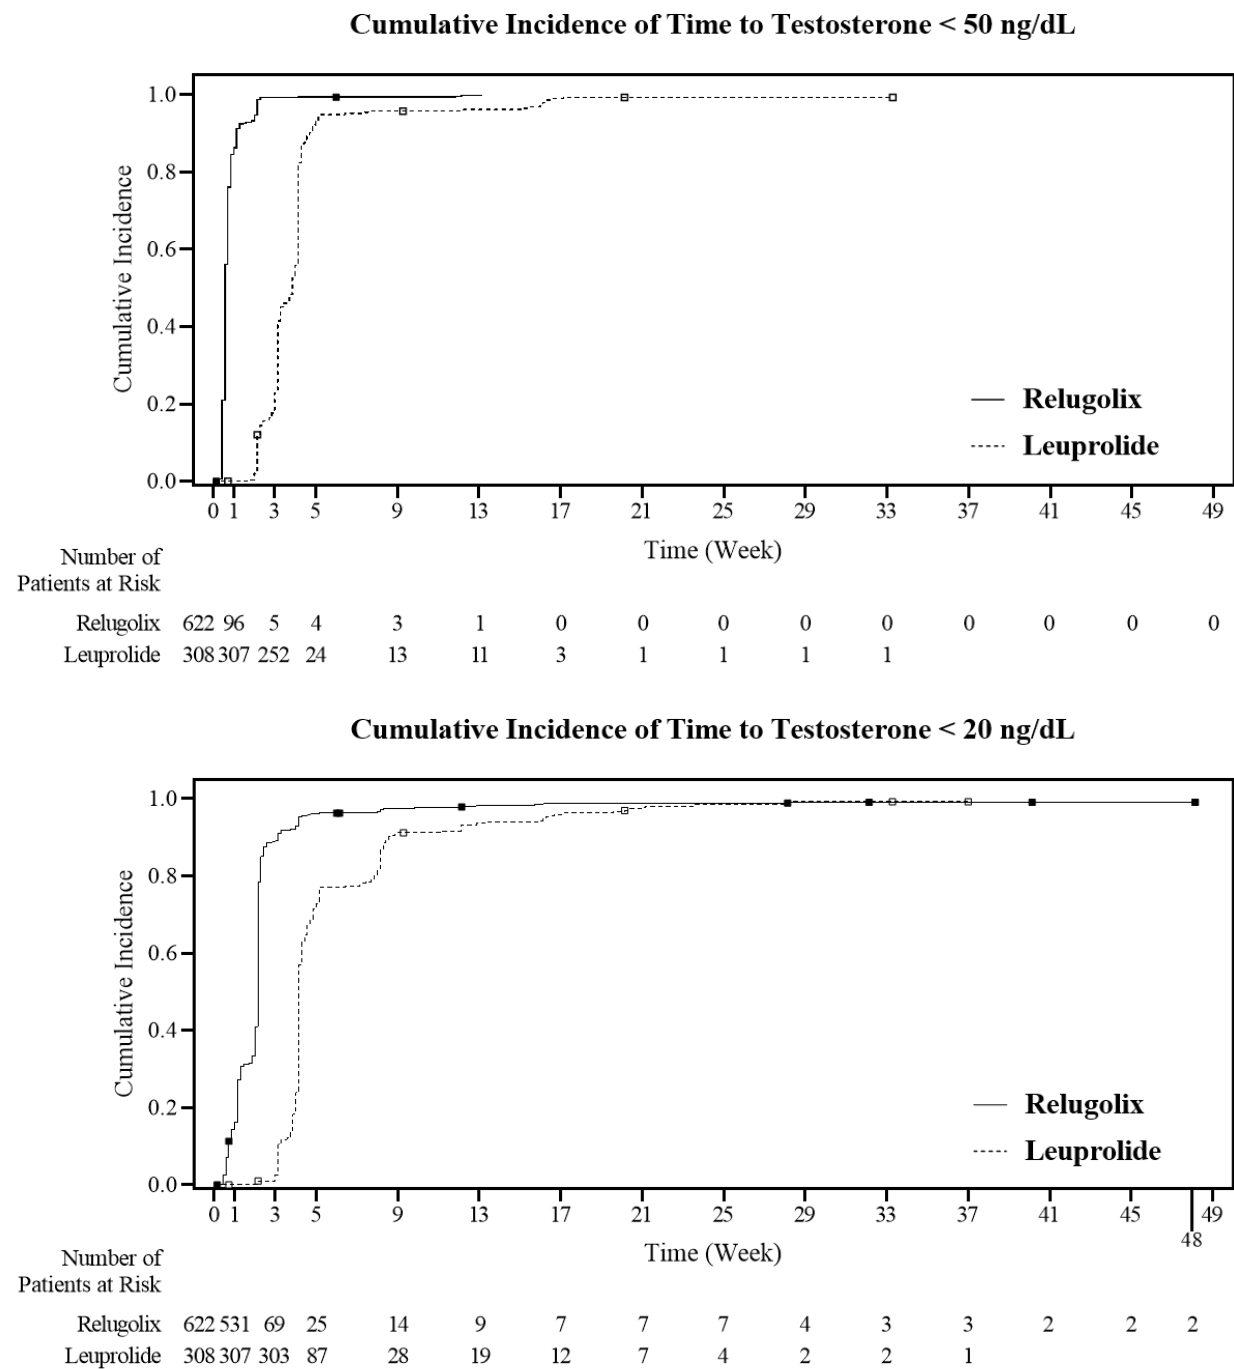 Cumulative Incidence of Time to Testosterone < 50 ng/dL
Cumulative Incidence
1.0
0.8
0.6
0.4
0.2
0.0
Relugolix
Leuprolide
0 1 3 5 9 13 17 21 25 29 33 37 41 45 49
Time (Week)
Number of
Patients at Risk
Relugolix 622 96 5 4 3 1 0 0 0 0 0 0 0 0 0
Leuprolide 308 307 252 24 13 11 3 1 1 1 1
Cumulative Incidence of Time to Testosterone < 20 ng/dL
Cumulative Incidence
1.0
0.8
0.6
0.4
0.2
0.0
Relugolix
Leuprolide
0 1 3 5 9 13 17 21 25 29 33 37 41 45 49
48
Time (Week)
Number of
Patients at Risk
Relugolix 622 531 69 25 14 9 7 7 7 4 3 3 2 2 2
Leuprolide 308 307 303 87 28 19 12 7 4 2 2 1